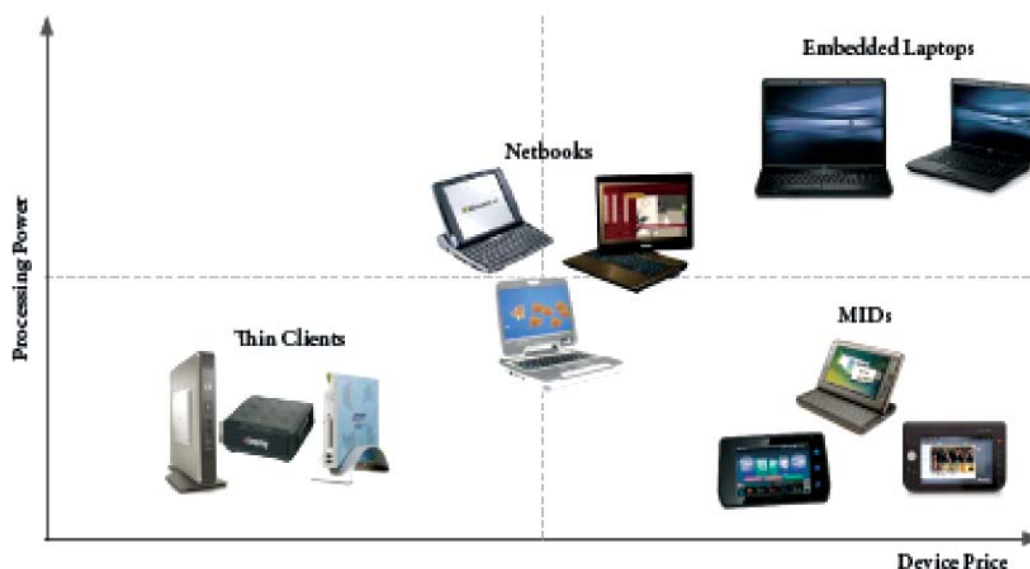 Embedded Laptops
Netbooks
Processing Power
Thin Clients
MIDs
Device Price